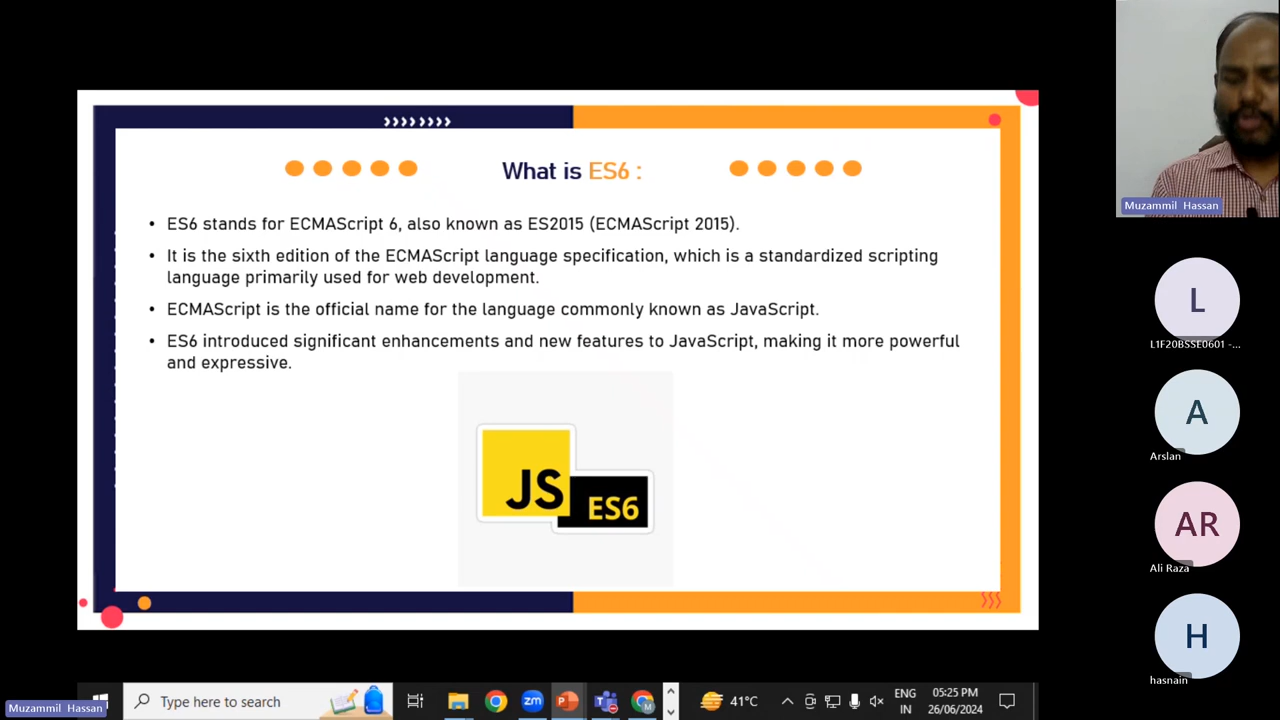 What is ES6 :
• ES6 stands for ECMAScript 6, also known as ES2015 (ECMAScript 2015).
• It is the sixth edition of the ECMAScript language specification, which is a standardized scripting
language primarily used for web development.
• ECMAScript is the official name for the language commonly known as JavaScript.
• ES6 introduced significant enhancements and new features to JavaScript, making it more powerful
and expressive.
JS
ES6
Muzammil Hassan
L
L1F20BSSE0601 -...
A
Arslan
AR
Ali Raza
H
hasnain
Muzammil Hassan
Type here to search
zm
P
M
41°C
ENG
IN
05:25 PM
26/06/2024